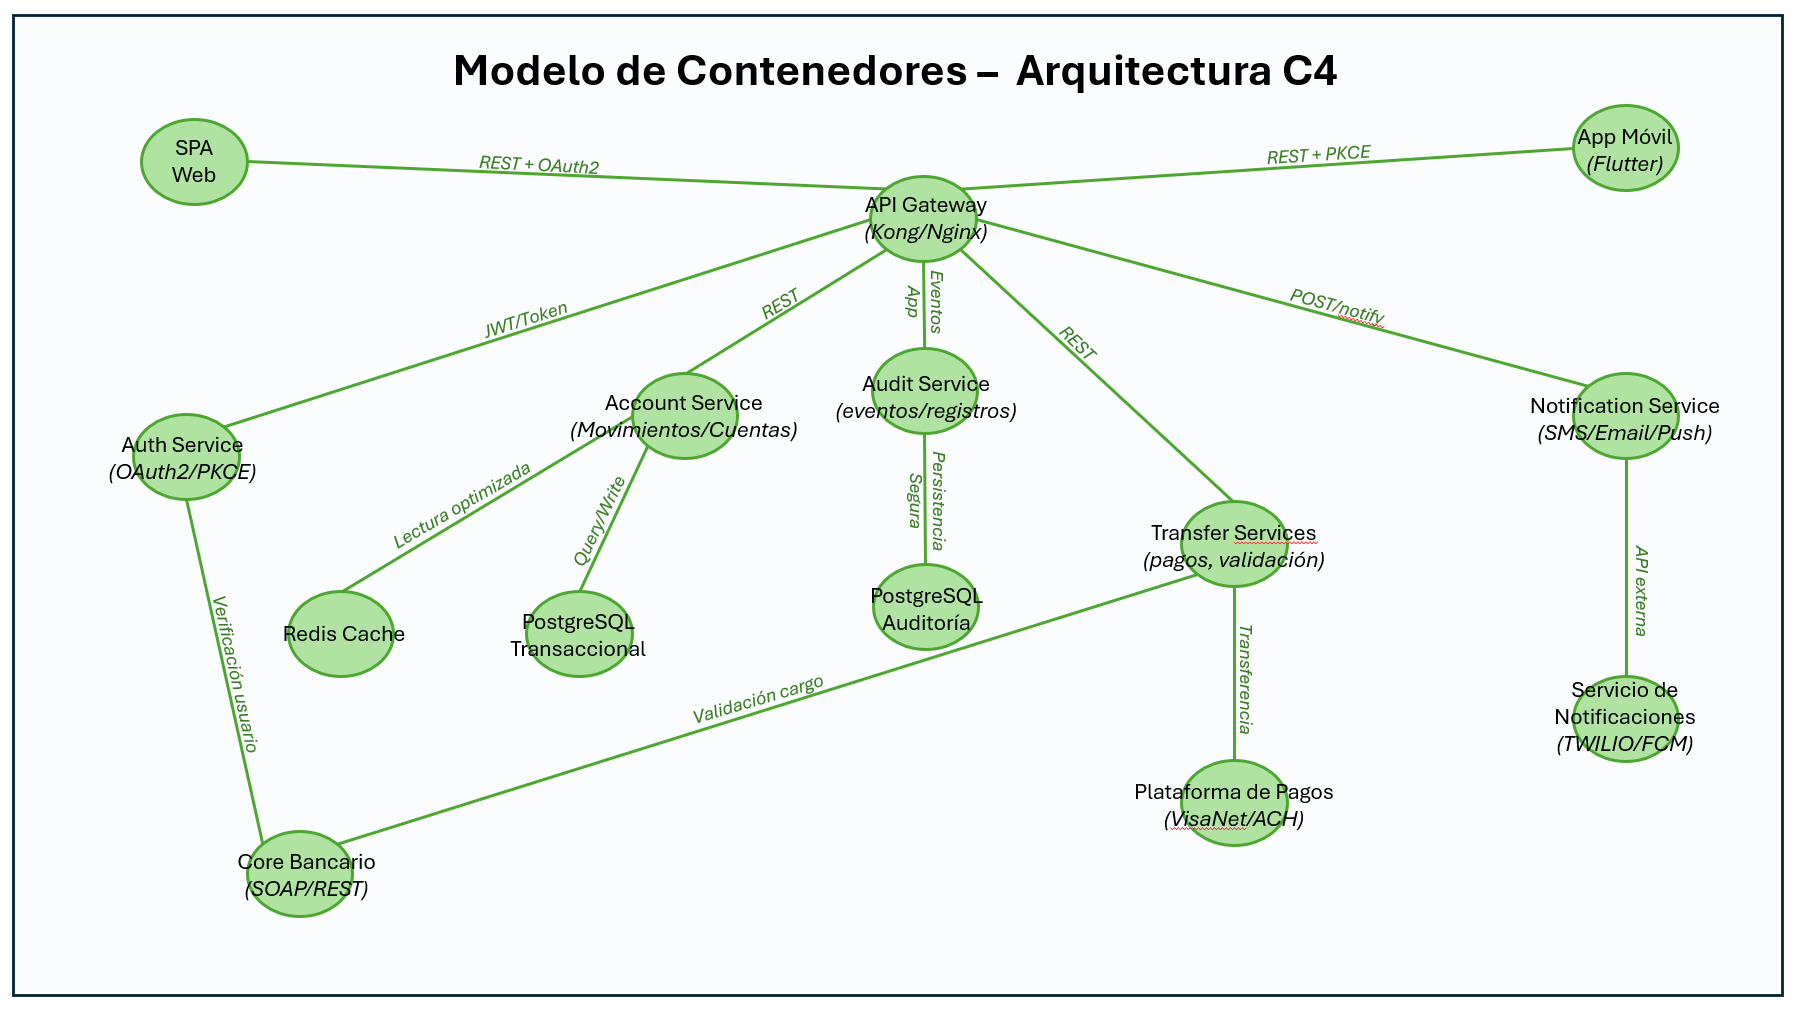 Modelo de Contenedores – Arquitectura C4
SPA
Web
REST + OAuth2
REST + PKCE
App Móvil
(Flutter)
API Gateway
(Kong/Nginx)
JWT/Token
REST
Eventos
App
REST
POST/notify
Auth Service
(OAuth2/PKCE)
Account Service
(Movimientos/Cuentas)
Audit Service
(eventos/registros)
Notification Service
(SMS/Email/Push)
Lectura optimizada
Query/Write
Persistencia
Segura
Transfer Services
(pagos, validación)
API externa
Verificación usuario
Redis Cache
PostgreSQL
Transaccional
PostgreSQL
Auditoría
Validación cargo
Transferencia
Servicio de
Notificaciones
(TWILIO/FCM)
Plataforma de Pagos
(VisaNet/ACH)
Core Bancario
(SOAP/REST)